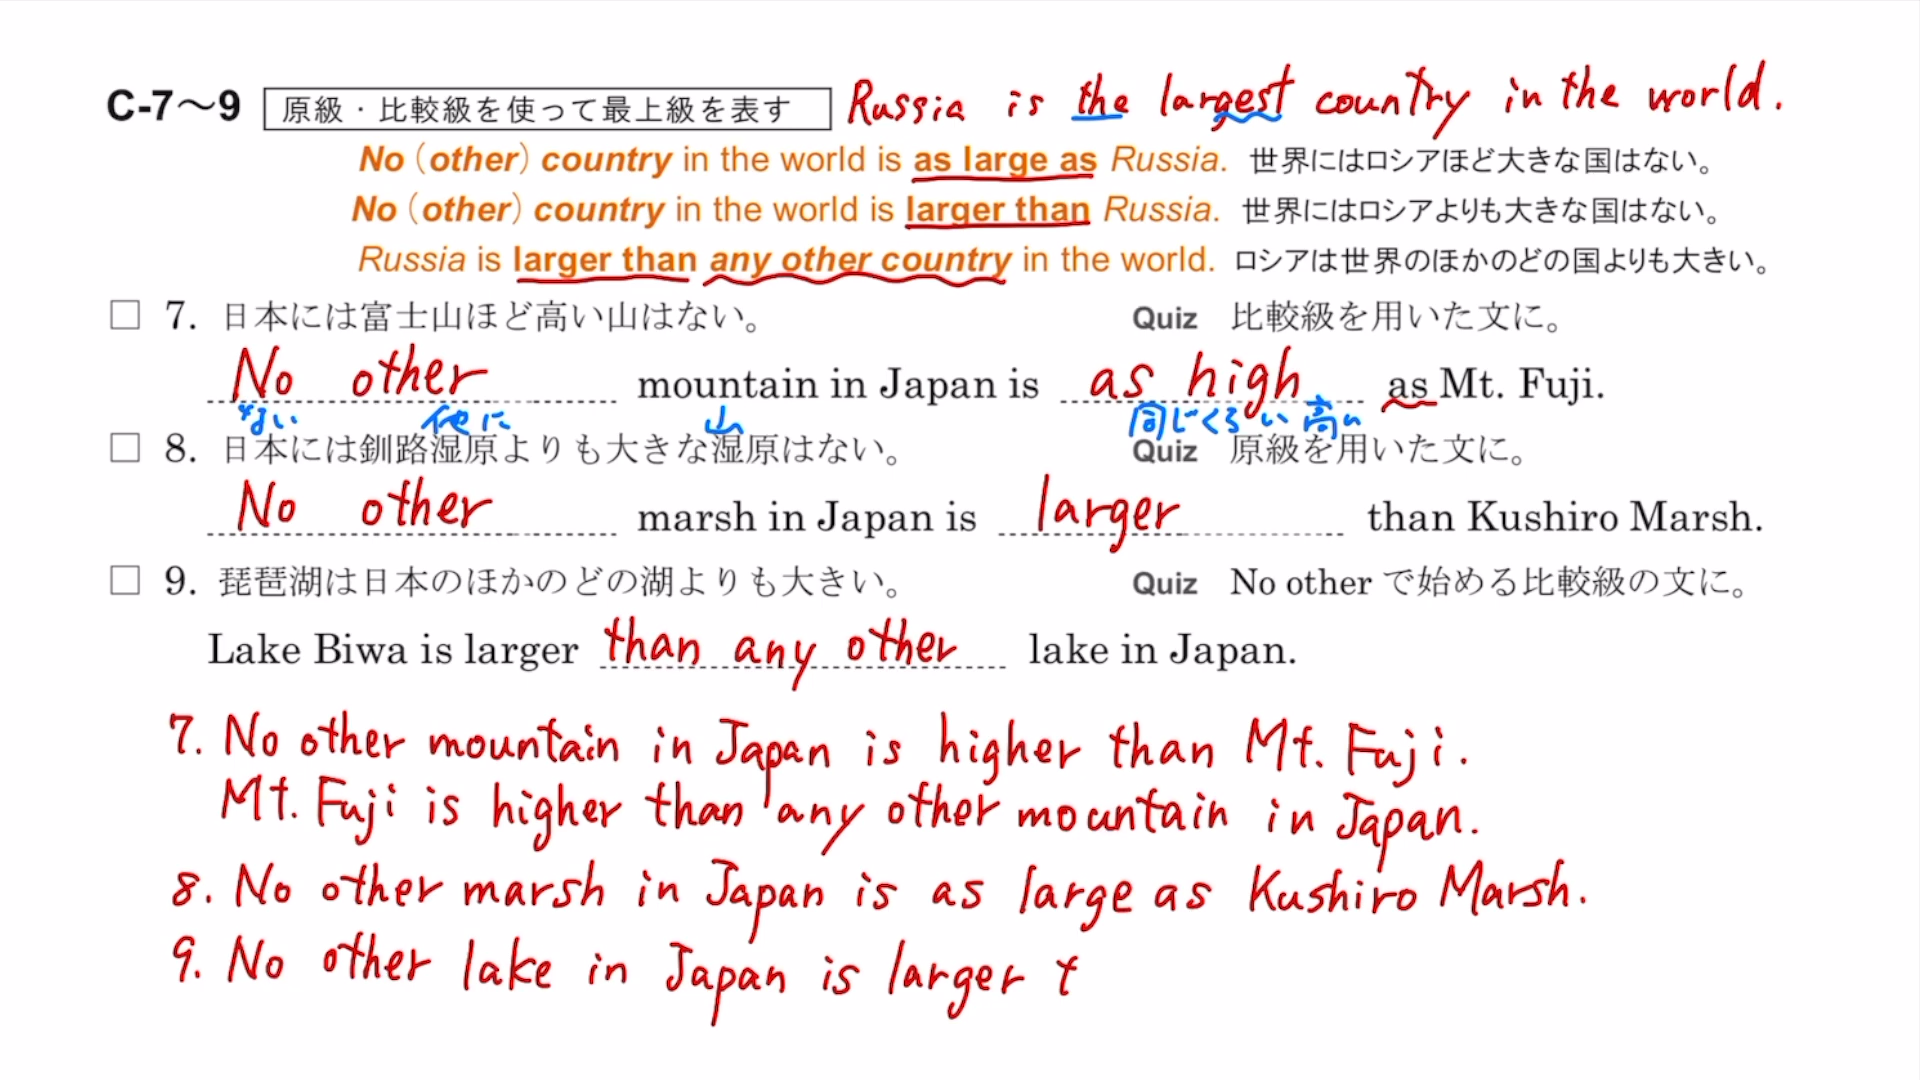 C-7～9 原級・比較級を使って最上級を表す Russia is the largest country in the world.
No (other) country in the world is as large as Russia. 世界にはロシアほど大きな国はない。
No (other) country in the world is larger than Russia. 世界にはロシアよりも大きな国はない。
Russia is larger than any other country in the world. ロシアは世界のほかのどの国よりも大きい。
□ 7. 日本には富士山ほど高い山はない。 Quiz 比較級を用いた文に。
No other mountain in Japan is as high as Mt. Fuji.
ない 他に 山 同じくらい高い
□ 8. 日本には釧路湿原よりも大きな湿原はない。 Quiz 原級を用いた文に。
No other marsh in Japan is larger than Kushiro Marsh.
□ 9. 琵琶湖は日本のほかのどの湖よりも大きい。 Quiz No other で始める比較級の文に。
Lake Biwa is larger than any other lake in Japan.
7. No other mountain in Japan is higher than Mt. Fuji.
Mt. Fuji is higher than any other mountain in Japan.
8. No other marsh in Japan is as large as Kushiro Marsh.
9. No other lake in Japan is larger t